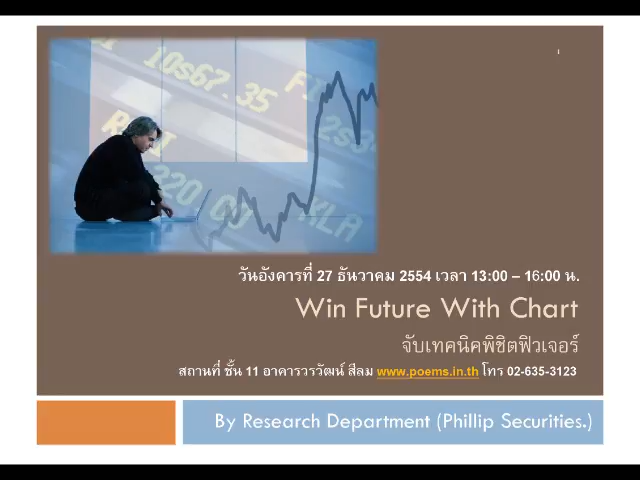 1
10s67.35
วันอังคารที่ 27 ธันวาคม 2554 เวลา 13:00 – 16:00 น.
Win Future With Chart
จับเทคนิคพิชิตฟิวเจอร์
สถานที่ ชั้น 11 อาคารวรวัฒน์ สีลม www.poems.in.th โทร 02-635-3123
By Research Department (Phillip Securities.)